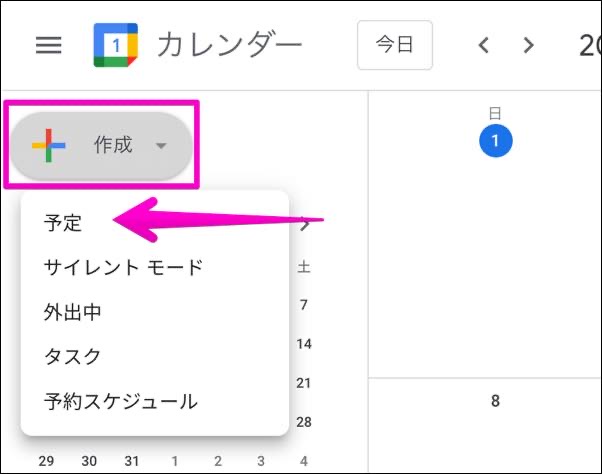 1 カレンダー 今日 < > 20
作成
予定
サイレント モード
外出中
タスク
予約スケジュール
土
7
14
21
28
29 30 31 1 2 3 4
日
1
8